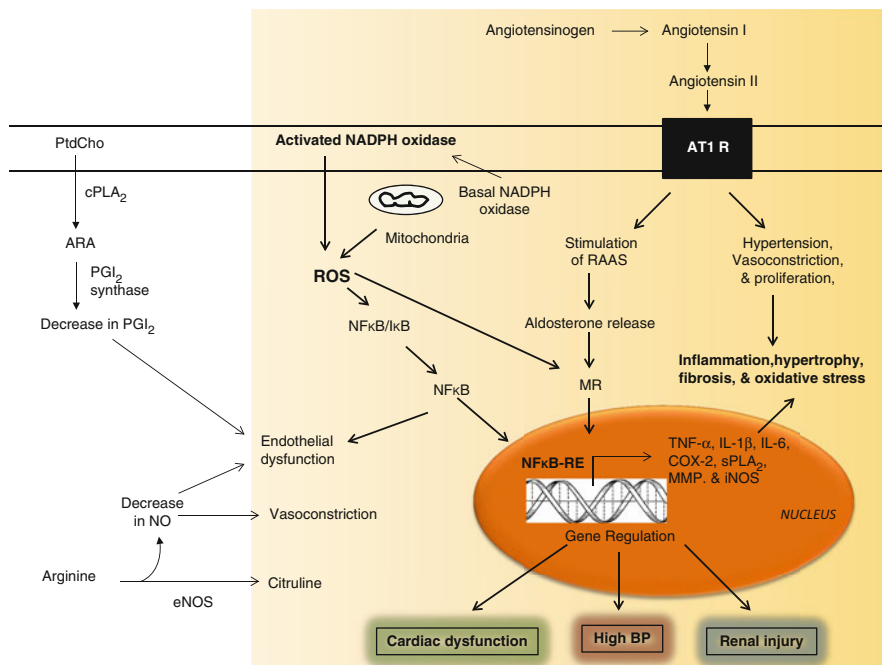 Angiotensinogen
Angiotensin I
Angiotensin II
PtdCho
Activated NADPH oxidase
AT1 R
cPLA2
Basal NADPH
oxidase
Mitochondria
ARA
Stimulation
of RAAS
Hypertension,
Vasoconstriction,
& proliferation,
PGI2
synthase
ROS
Decrease in PGI2
NFκB/IκB
Aldosterone release
Inflammation,hypertrophy,
fibrosis, & oxidative stress
NFκB
MR
Endothelial
dysfunction
NFκB-RE
TNF-α, IL-1β, IL-6,
COX-2, sPLA2,
MMP. & iNOS
Decrease
in NO
Vasoconstriction
NUCLEUS
Gene Regulation
Arginine
eNOS
Citruline
Cardiac dysfunction
High BP
Renal injury